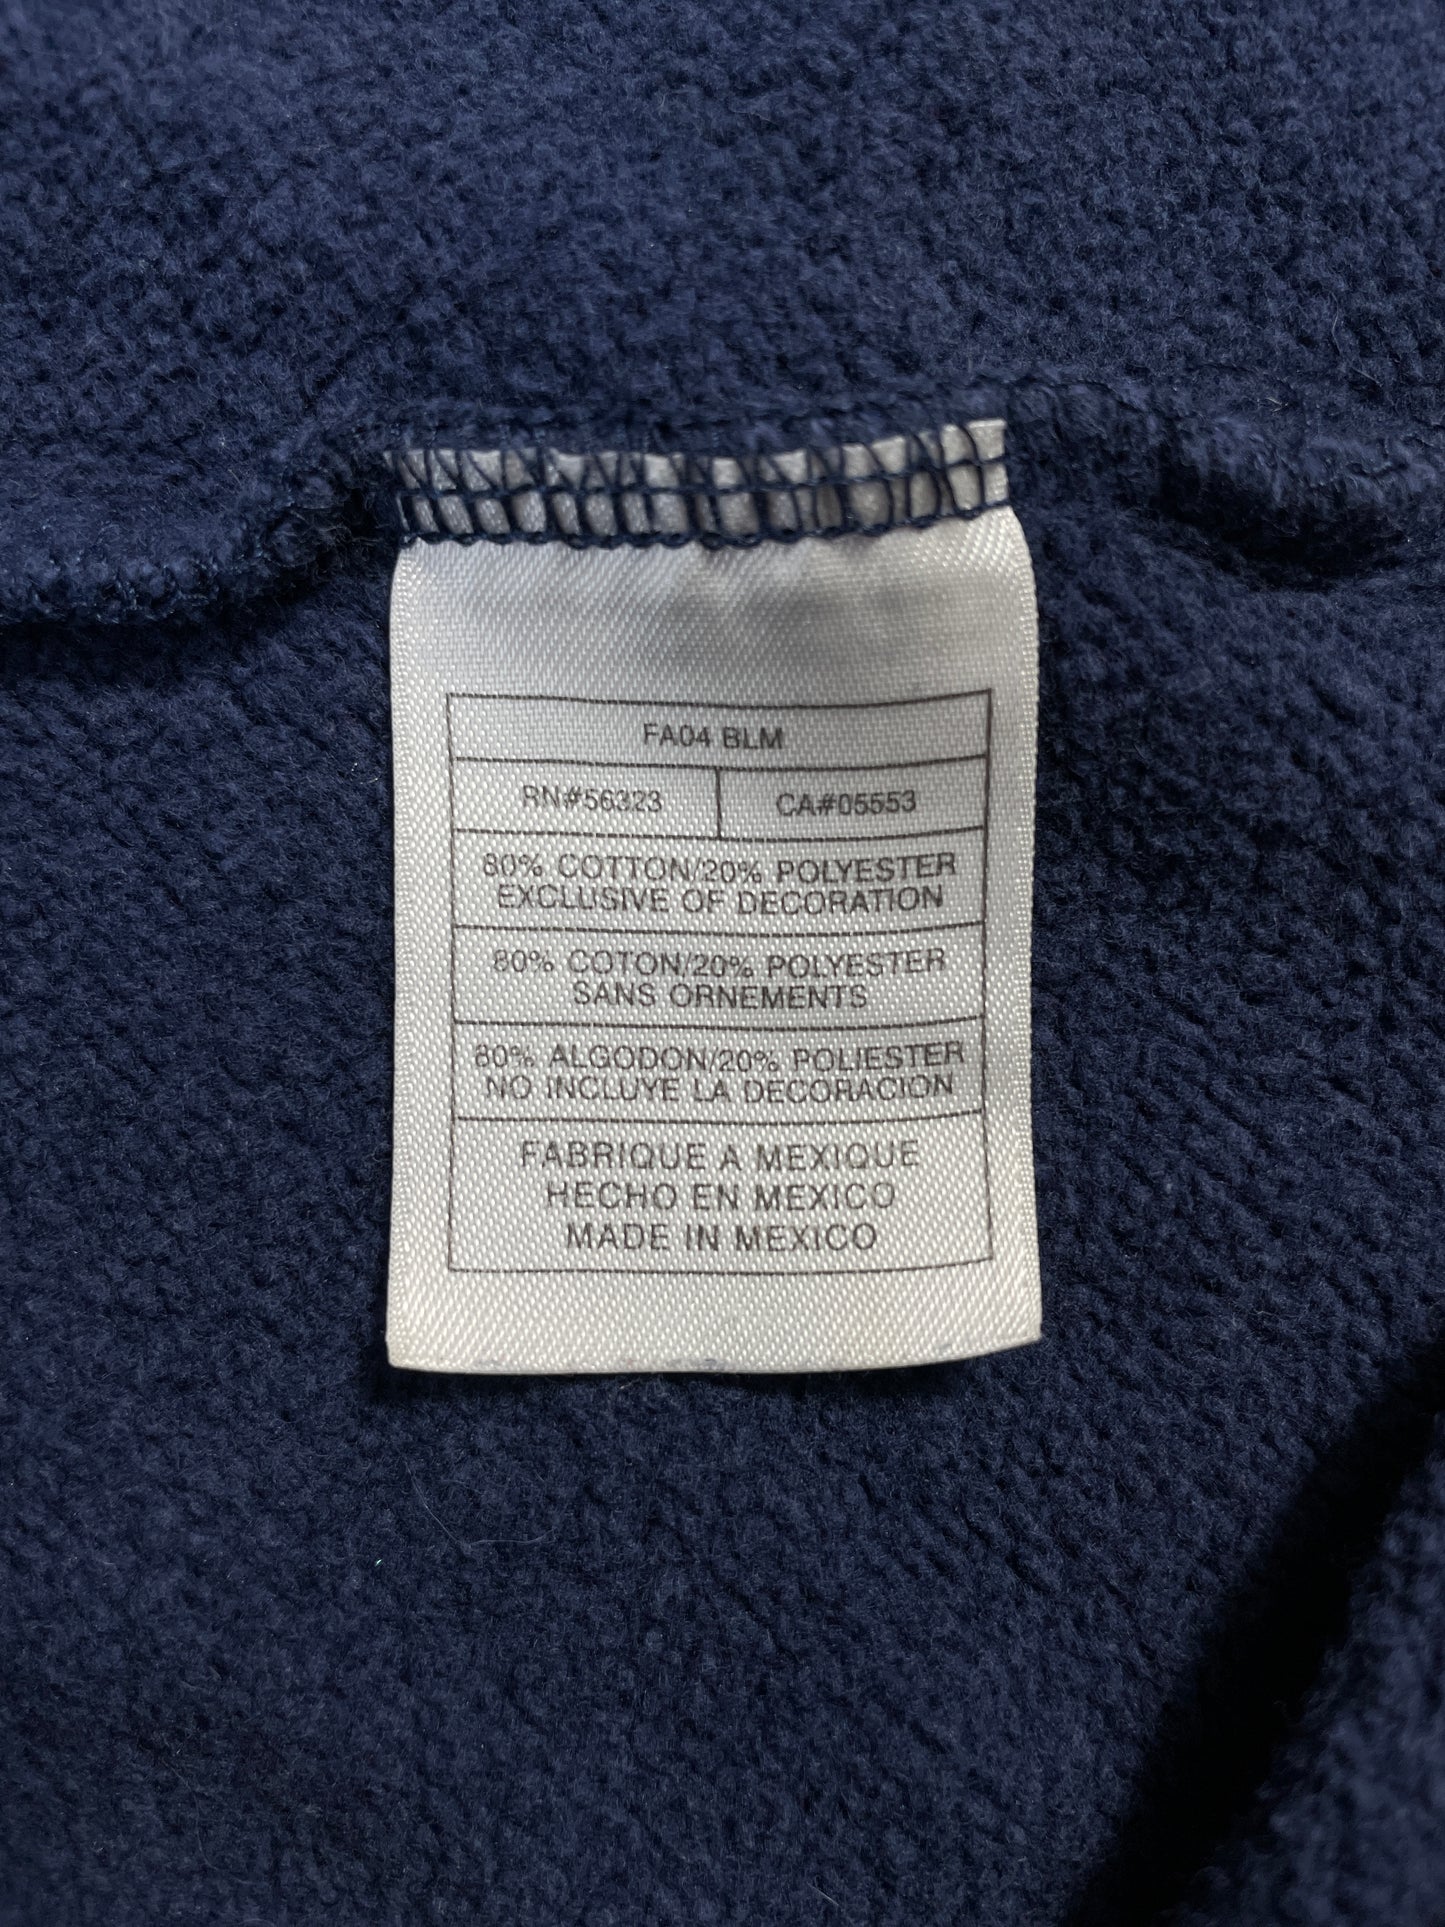 FA04 BLM
RN#56323 CA#05553
80% COTTON/20% POLYESTER
EXCLUSIVE OF DECORATION
80% COTON/20% POLYESTER
SANS ORNEMENTS
80% ALGODON/20% POLIESTER
NO INCLUYE LA DECORACION
FABRIQUE A MEXIQUE
HECHO EN MEXICO
MADE IN MEXICO